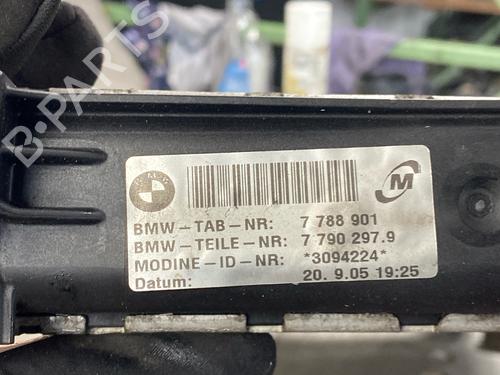 B-PARTS
BMW
M
BMW-TAB-NR: 7 788 901
BMW-TEILE-NR: 7 790 297.9
MODINE-ID-NR: *3094224*
Datum: 20. 9.05 19:25